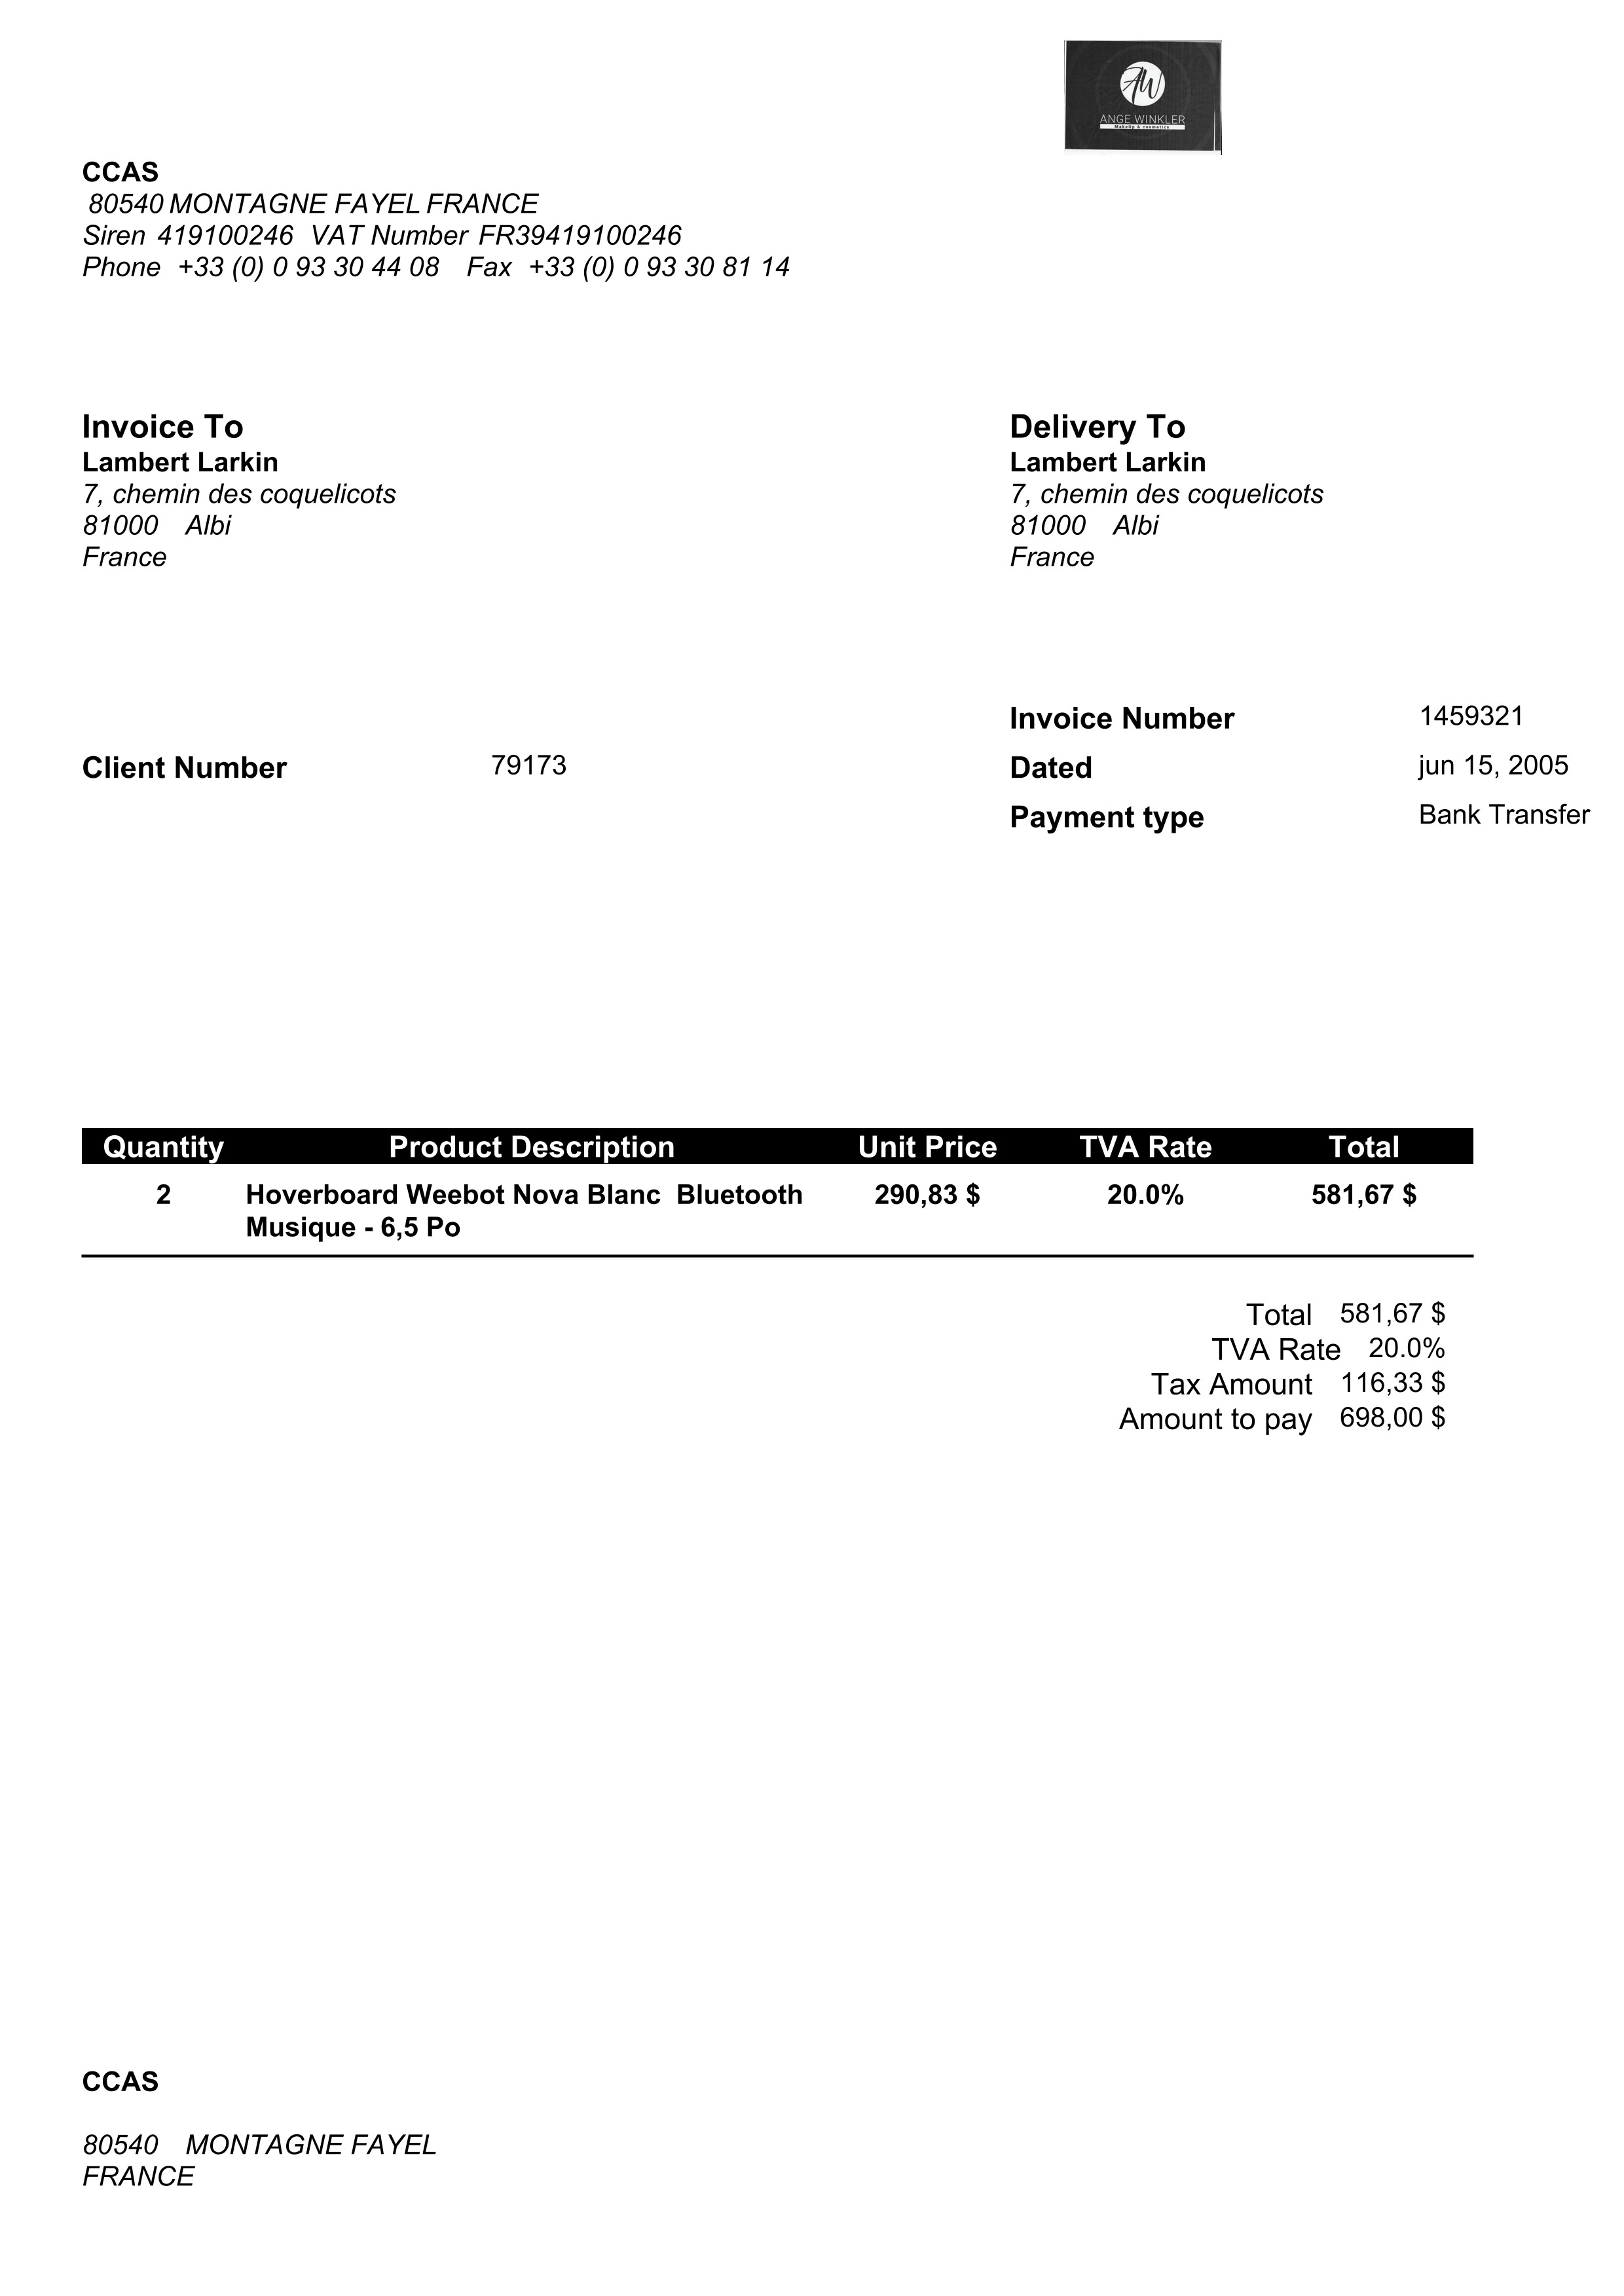 AW
ANGE WINKLER
MakeUp & cosmetics
CCAS
80540 MONTAGNE FAYEL FRANCE
Siren 419100246 VAT Number FR39419100246
Phone +33 (0) 0 93 30 44 08 Fax +33 (0) 0 93 30 81 14
Invoice To
Lambert Larkin
7, chemin des coquelicots
81000 Albi
France
Delivery To
Lambert Larkin
7, chemin des coquelicots
81000 Albi
France
Invoice Number 1459321
Client Number 79173
Dated jun 15, 2005
Payment type Bank Transfer
Quantity Product Description Unit Price TVA Rate Total
2 Hoverboard Weebot Nova Blanc Bluetooth 290,83 $ 20.0% 581,67 $
Musique - 6,5 Po
Total 581,67 $
TVA Rate 20.0%
Tax Amount 116,33 $
Amount to pay 698,00 $
CCAS
80540 MONTAGNE FAYEL
FRANCE